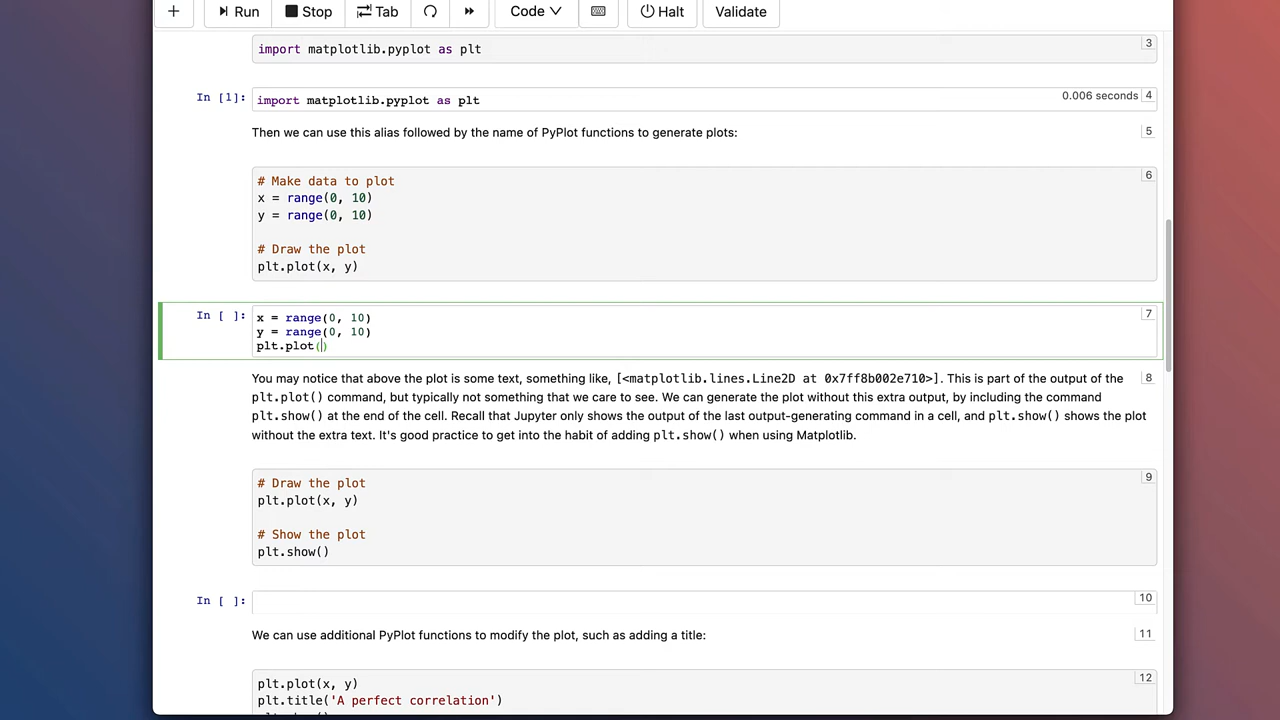 + Run Stop Tab Code Halt Validate
import matplotlib.pyplot as plt 3
In [1]: import matplotlib.pyplot as plt 0.006 seconds 4
Then we can use this alias followed by the name of PyPlot functions to generate plots: 5
# Make data to plot 6
x = range(0, 10)
y = range(0, 10)
# Draw the plot
plt.plot(x, y)
In [ ]: x = range(0, 10) 7
y = range(0, 10)
plt.plot()
You may notice that above the plot is some text, something like, [<matplotlib.lines.Line2D at 0x7ff8b002e710>]. This is part of the output of the 8
plt.plot() command, but typically not something that we care to see. We can generate the plot without this extra output, by including the command
plt.show() at the end of the cell. Recall that Jupyter only shows the output of the last output-generating command in a cell, and plt.show() shows the plot
without the extra text. It's good practice to get into the habit of adding plt.show() when using Matplotlib.
# Draw the plot 9
plt.plot(x, y)
# Show the plot
plt.show()
In [ ]: 10
We can use additional PyPlot functions to modify the plot, such as adding a title: 11
plt.plot(x, y) 12
plt.title('A perfect correlation')